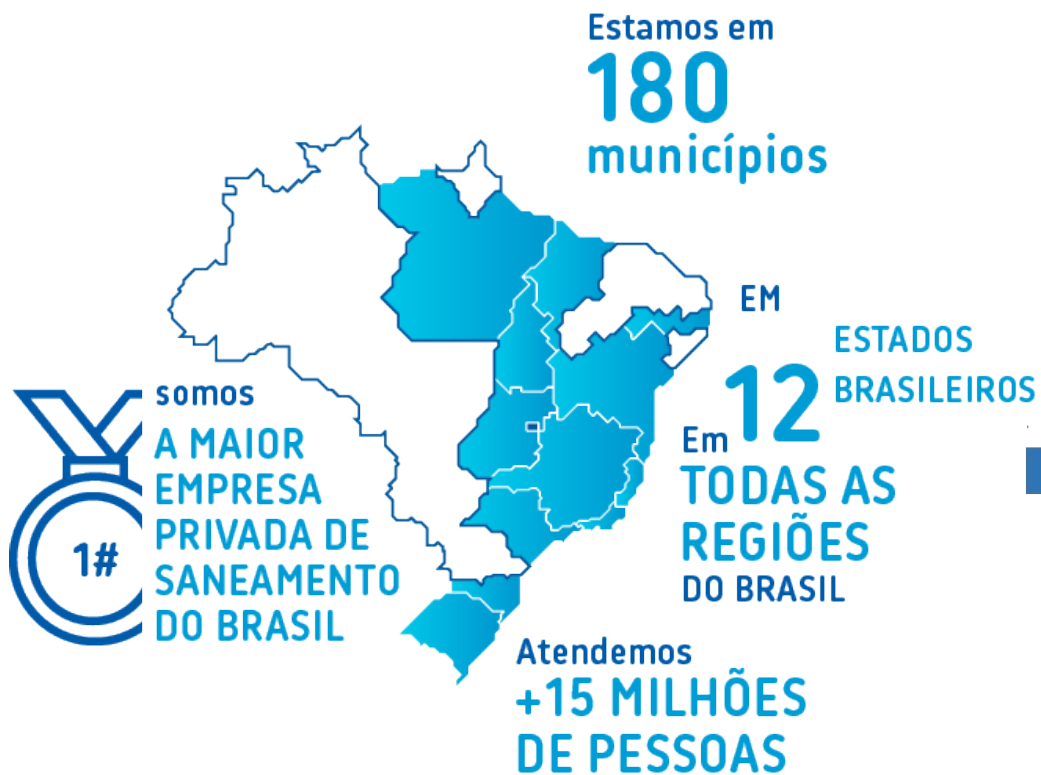 Estamos em
180
municípios
EM
12
ESTADOS
BRASILEIROS
Em
TODAS AS
REGIÕES
DO BRASIL
somos
A MAIOR
EMPRESA
PRIVADA DE
SANEAMENTO
DO BRASIL
1#
Atendemos
+15 MILHÕES
DE PESSOAS